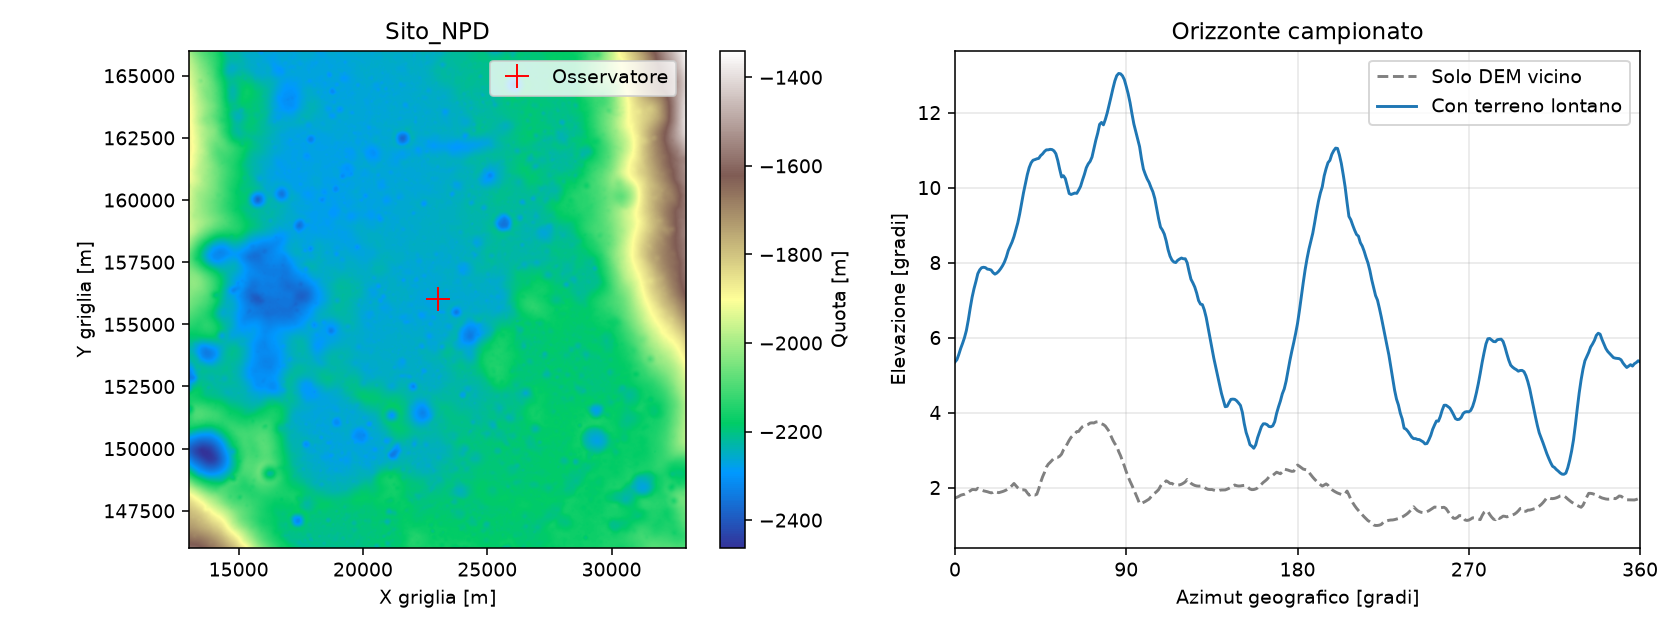 Sito_NPD
Osservatore
165000
162500
160000
157500
155000
152500
150000
147500
Y griglia [m]
15000
20000
25000
30000
X griglia [m]
−1400
−1600
−1800
−2000
−2200
−2400
Quota [m]
Orizzonte campionato
Solo DEM vicino
Con terreno lontano
12
10
8
6
4
2
Elevazione [gradi]
0
90
180
270
360
Azimut geografico [gradi]